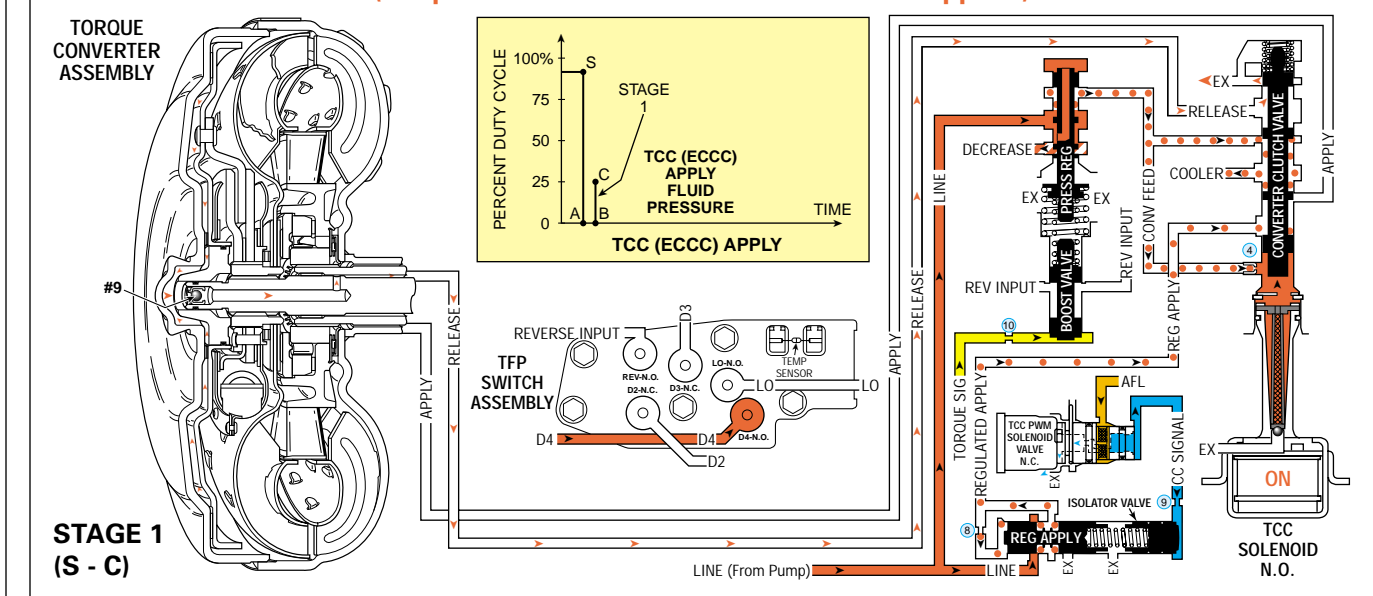 TORQUE
CONVERTER
ASSEMBLY
#9
STAGE 1
(S - C)
PERCENT DUTY CYCLE
100%
75
50
25
0
S
STAGE
1
C
A
B
TCC (ECCC)
APPLY
FLUID
PRESSURE
TIME
TCC (ECCC) APPLY
RELEASE
APPLY
REVERSE INPUT
D3
TFP
SWITCH
ASSEMBLY
REV-N.O.
D3-N.C.
LO-N.O.
D2-N.C.
TEMP
SENSOR
LO
LO
D4
D4
D4-N.O.
D2
APPLY
RELEASE
LINE
DECREASE
PRESS REG
EX
EX
BOOST VALVE
REV INPUT
REV INPUT
CONV FEED
10
TORQUE SIG
REGULATED APPLY
REG APPLY
EX
RELEASE
COOLER
CONVERTER CLUTCH VALVE
APPLY
4
AFL
TCC PWM
SOLENOID
VALVE
N.C.
EX
CC SIGNAL
EX
ON
TCC
SOLENOID
N.O.
9
8
ISOLATOR VALVE
REG APPLY
LINE (From Pump)
LINE
EX
EX